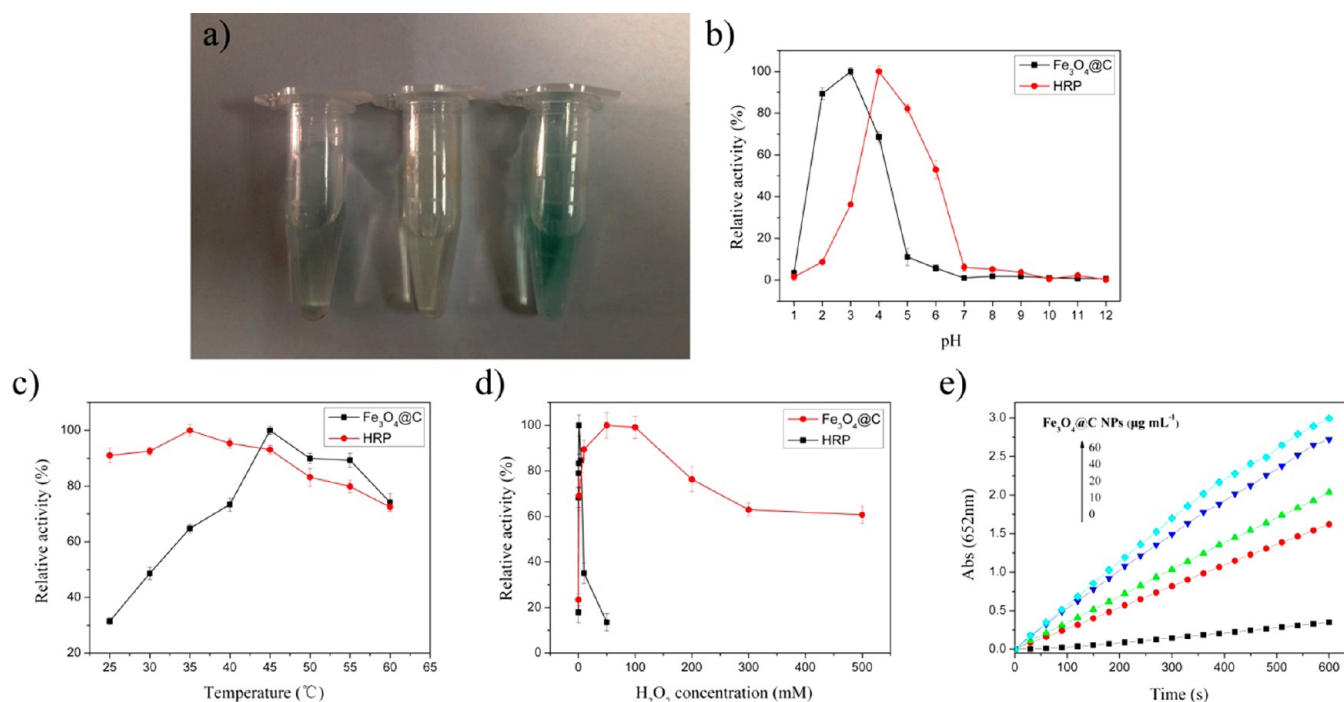 a)
b)
Fe₃O₄@C
HRP
Relative activity (%)
100
80
60
40
20
0
1 2 3 4 5 6 7 8 9 10 11 12
pH
c)
Fe₃O₄@C
HRP
Relative activity (%)
100
90
80
70
60
50
40
30
20
25 30 35 40 45 50 55 60 65
Temperature (℃)
d)
Fe₃O₄@C
HRP
Relative activity (%)
100
80
60
40
20
0
0 100 200 300 400 500
H₂O₂ concentration (mM)
e)
Fe₃O₄@C NPs (μg mL⁻¹)
60
40
20
10
0
Abs (652nm)
3.0
2.5
2.0
1.5
1.0
0.5
0.0
0 100 200 300 400 500 600
Time (s)